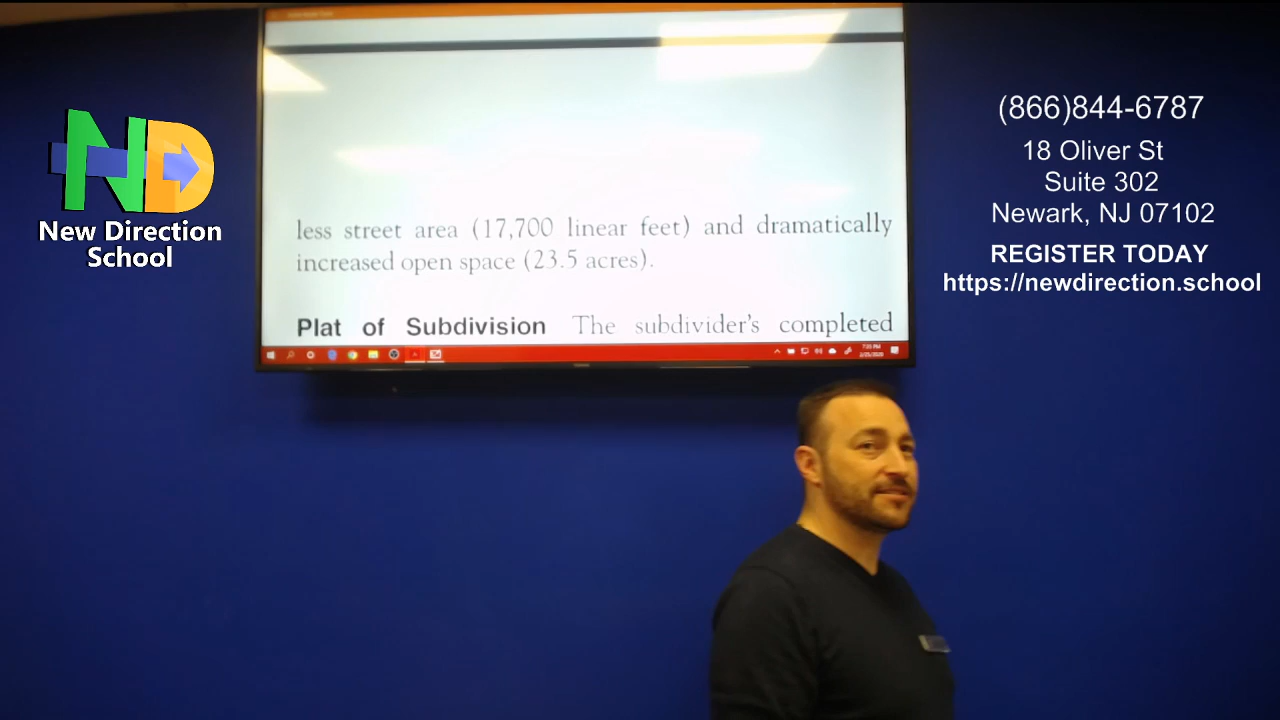 New Direction
School
less street area (17,700 linear feet) and dramatically
increased open space (23.5 acres).
Plat of Subdivision The subdivider's completed
(866)844-6787
18 Oliver St
Suite 302
Newark, NJ 07102
REGISTER TODAY
https://newdirection.school